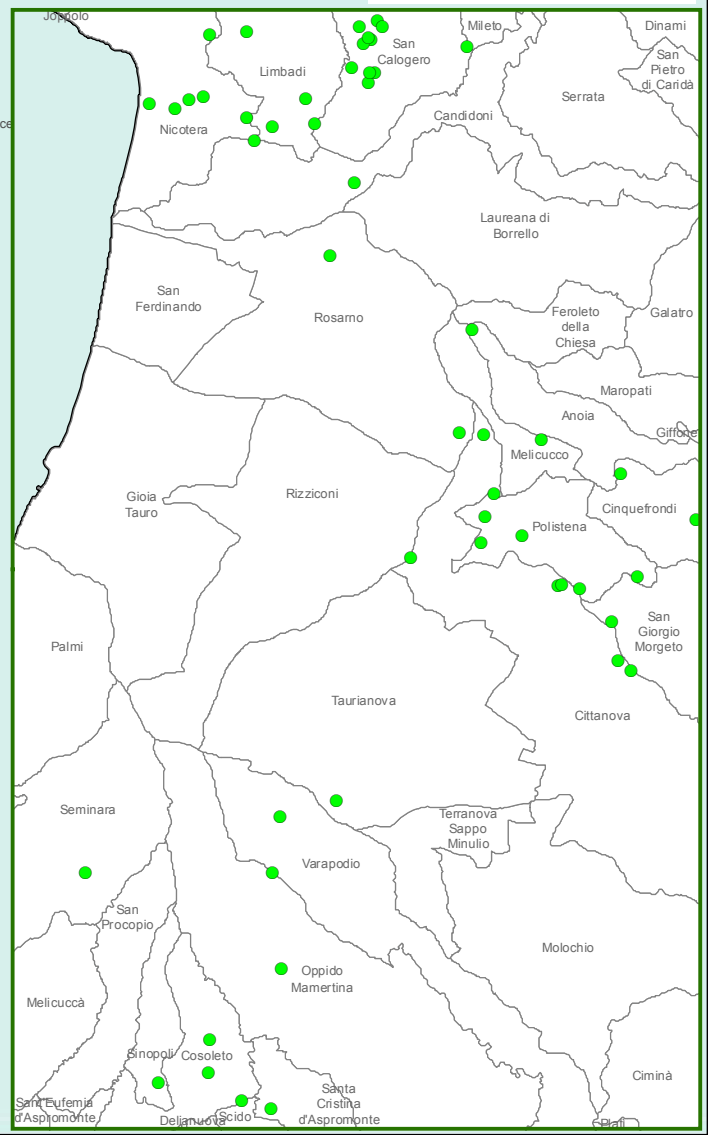 Joppolo
Mileto
Dinami
San
Calogero
San
Pietro
di Caridà
Limbadi
Serrata
Candidoni
ce
Nicotera
Laureana di
Borrello
San
Ferdinando
Rosarno
Feroleto
della
Chiesa
Galatro
Maropati
Anoia
Giffone
Melicucco
Rizziconi
Gioia
Tauro
Cinquefrondi
Polistena
San
Giorgio
Morgeto
Palmi
Taurianova
Cittanova
Seminara
Terranova
Sappo
Minulio
Varapodio
San
Procopio
Molochio
Oppido
Mamertina
Melicuccà
Sinopoli
Cosoleto
Ciminà
Santa
Cristina
d'Aspromonte
Sant'Eufemia
d'Aspromonte
Delianuova
Scido
Platì